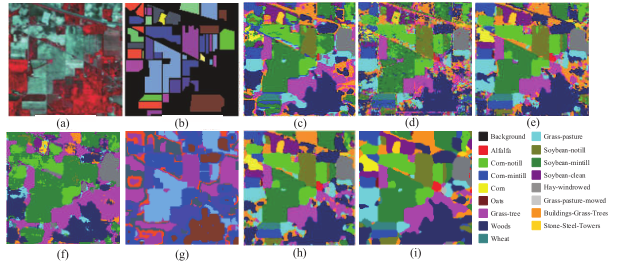 (a)
(b)
(c)
(d)
(e)
(f)
(g)
(h)
(i)
Background
Alfalfa
Corn-notill
Corn-mintill
Corn
Oats
Grass-tree
Woods
Wheat
Grass-pasture
Soybean-notill
Soybean-mintill
Soybean-clean
Hay-windrowed
Grass-pasture-mowed
Buildings-Grass-Trees
Stone-Steel-Towers